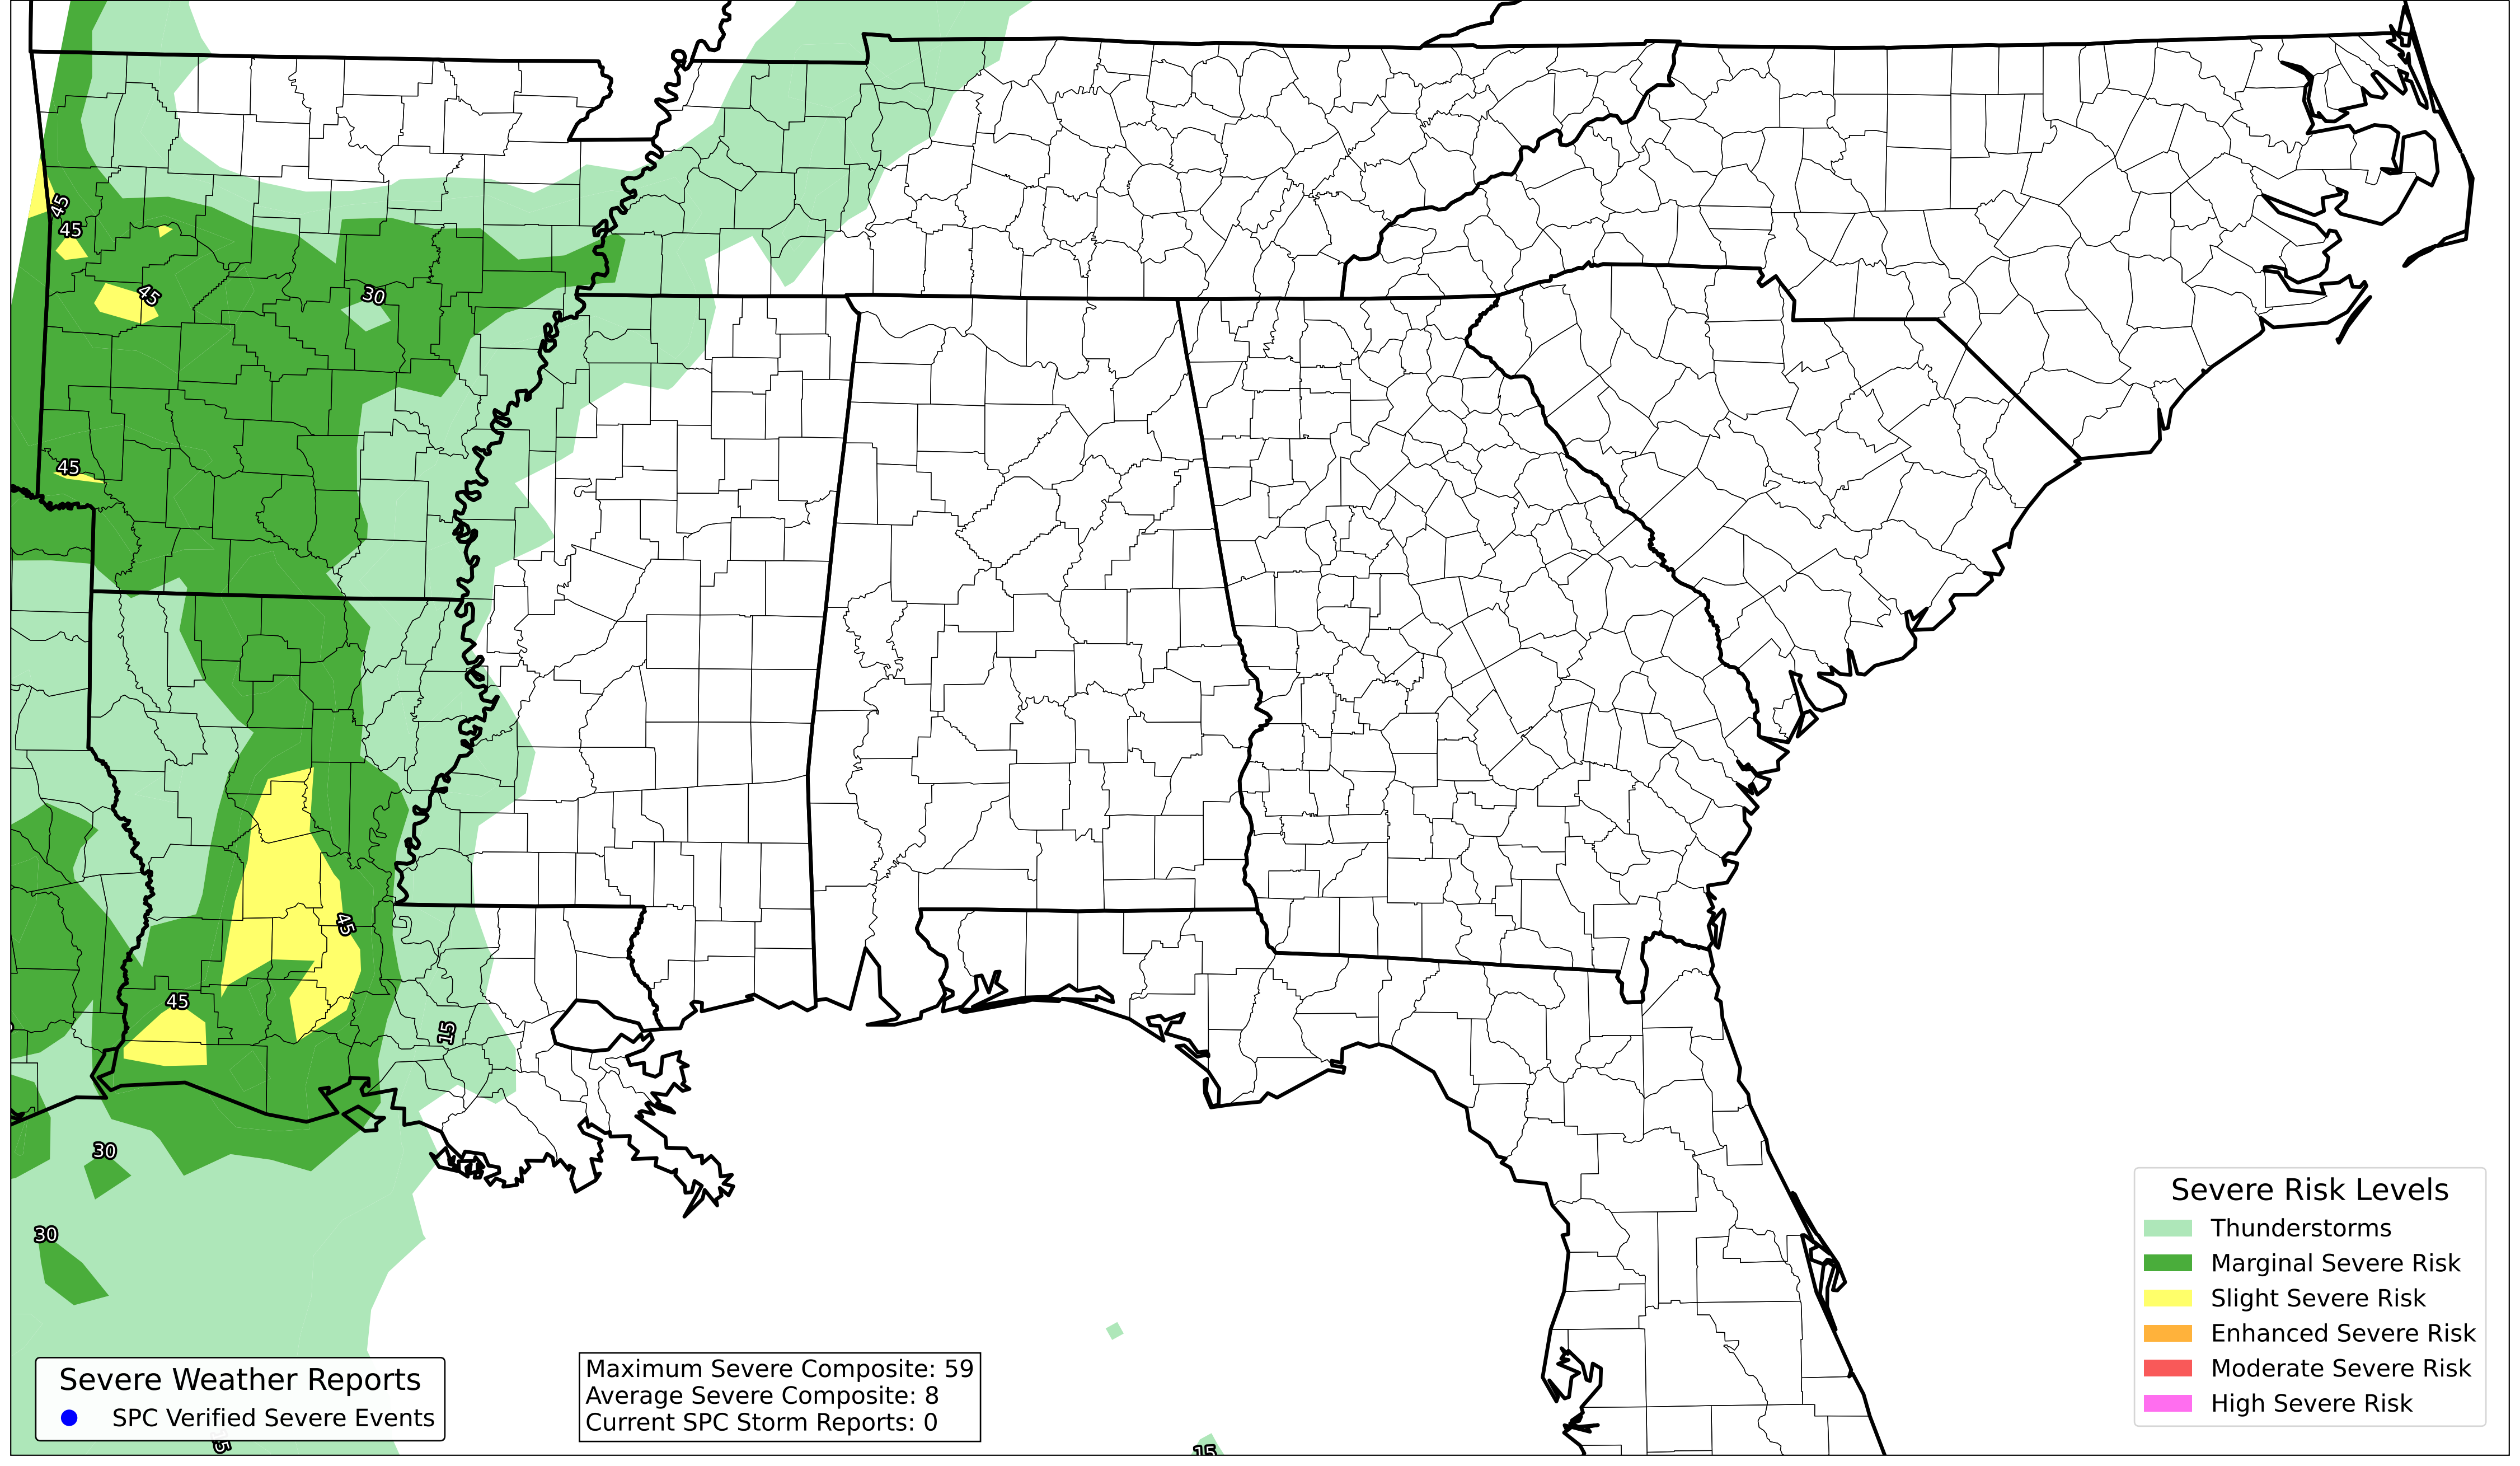 45
45
45
30
45
45
45
15
30
30
Severe Risk Levels
Thunderstorms
Marginal Severe Risk
Slight Severe Risk
Enhanced Severe Risk
Moderate Severe Risk
High Severe Risk
Severe Weather Reports
SPC Verified Severe Events
Maximum Severe Composite: 59
Average Severe Composite: 8
Current SPC Storm Reports: 0
15